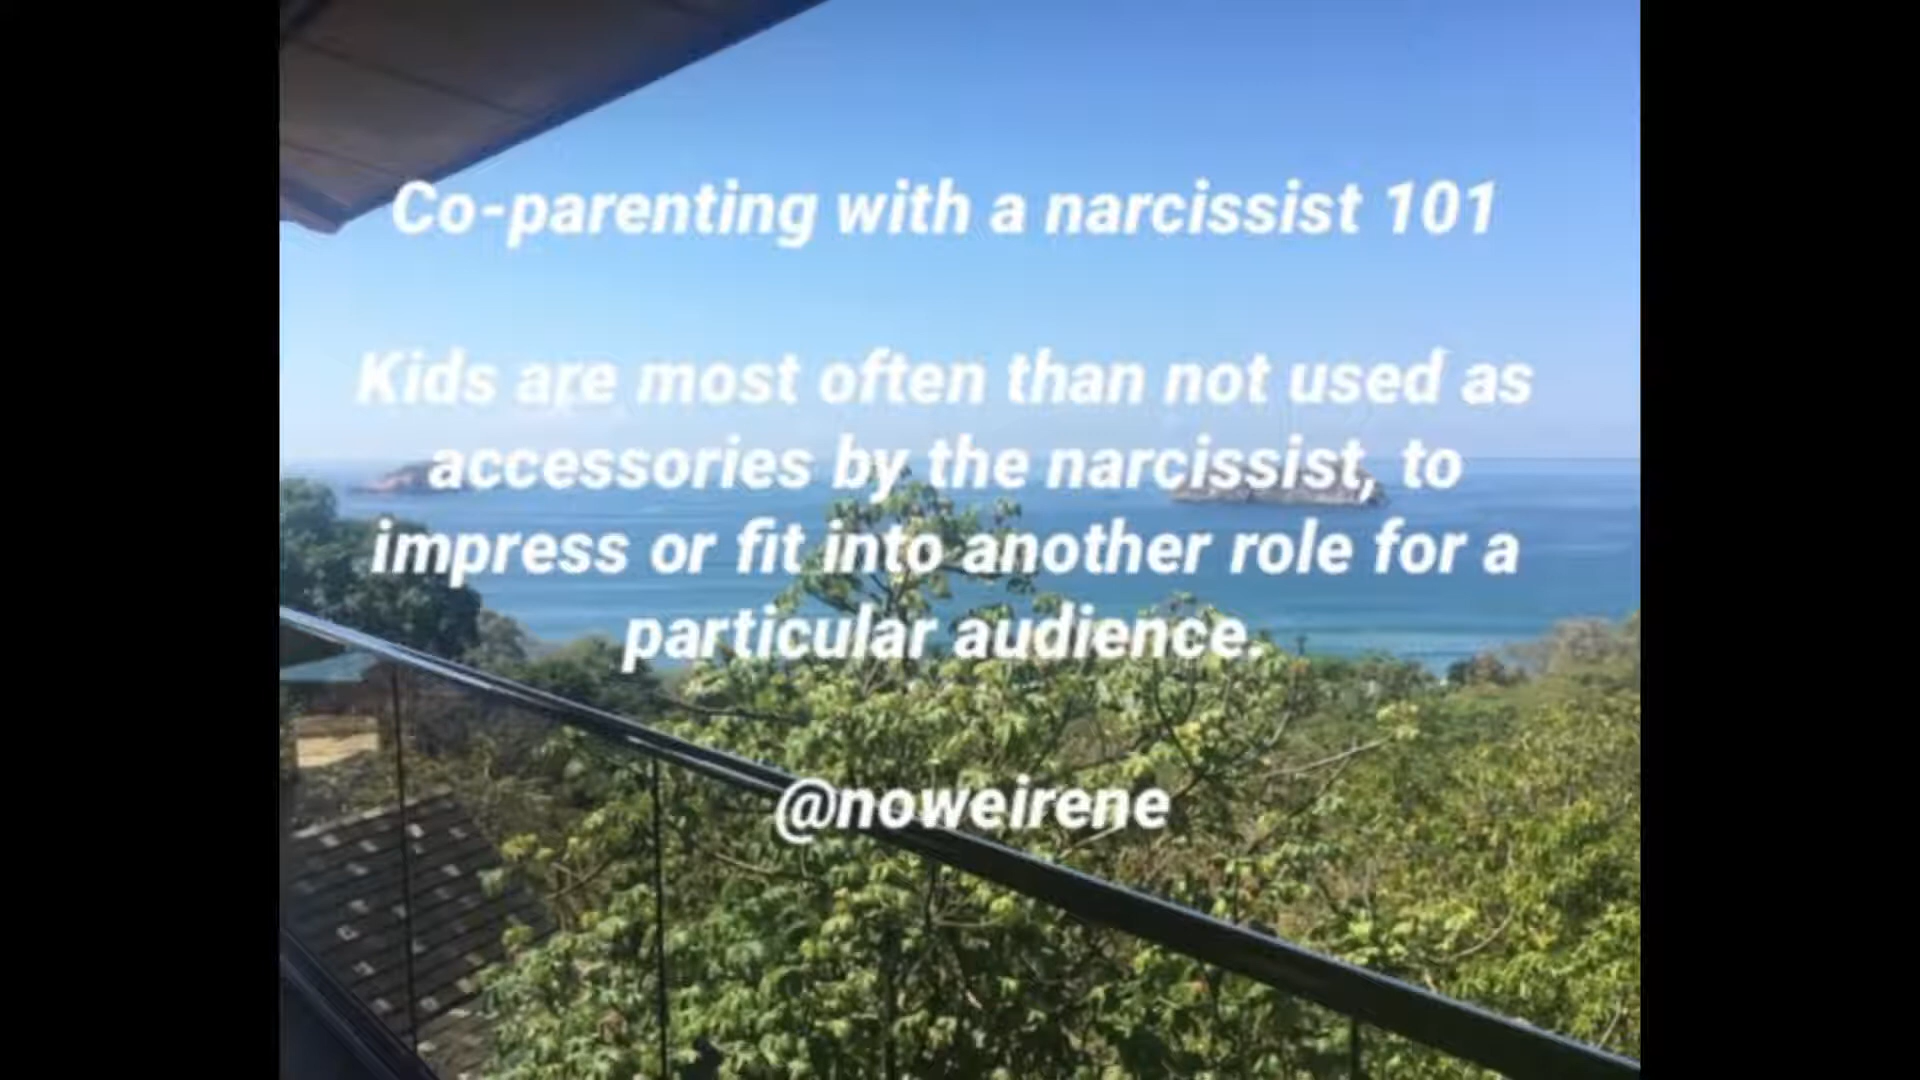 Co-parenting with a narcissist 101
Kids are most often than not used as
accessories by the narcissist, to
impress or fit into another role for a
particular audience.
@noweirene